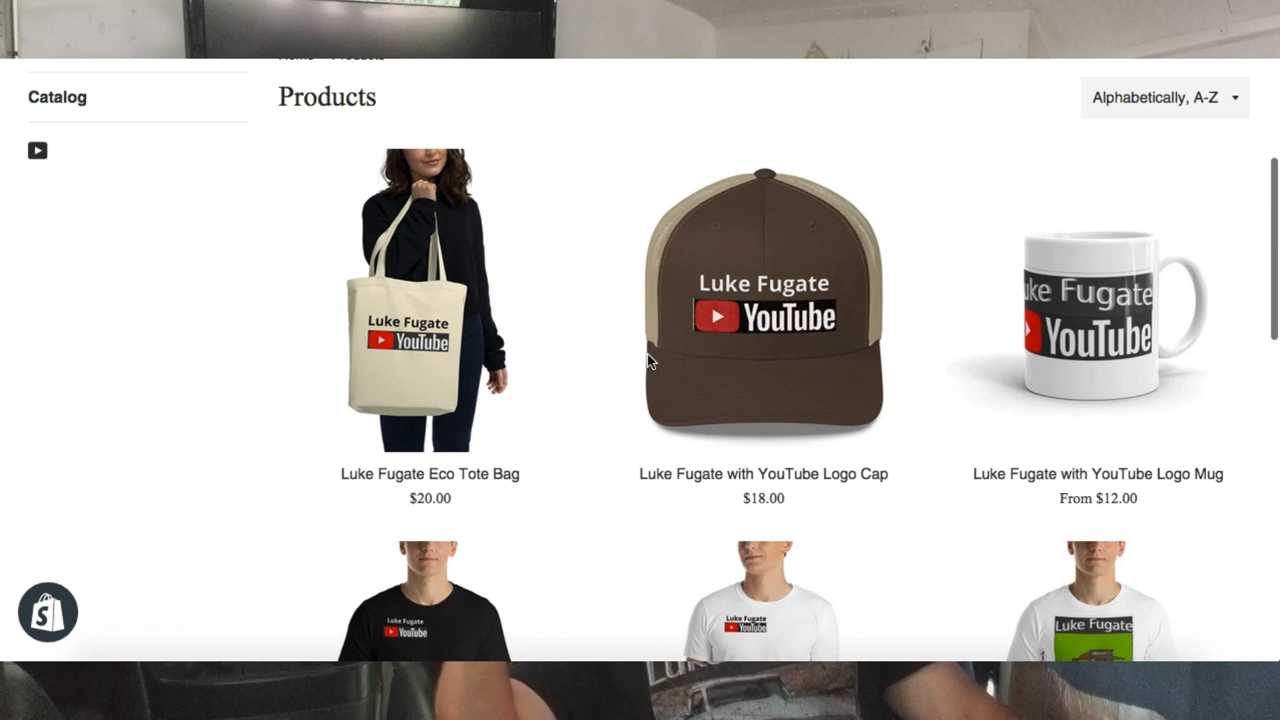 Catalog
Products
Alphabetically, A-Z
Luke Fugate
YouTube
Luke Fugate
YouTube
uke Fugate
YouTube
Luke Fugate Eco Tote Bag
$20.00
Luke Fugate with YouTube Logo Cap
$18.00
Luke Fugate with YouTube Logo Mug
From $12.00
Luke Fugate
YouTube
Luke Fugate
YouTube
Luke Fugate
S